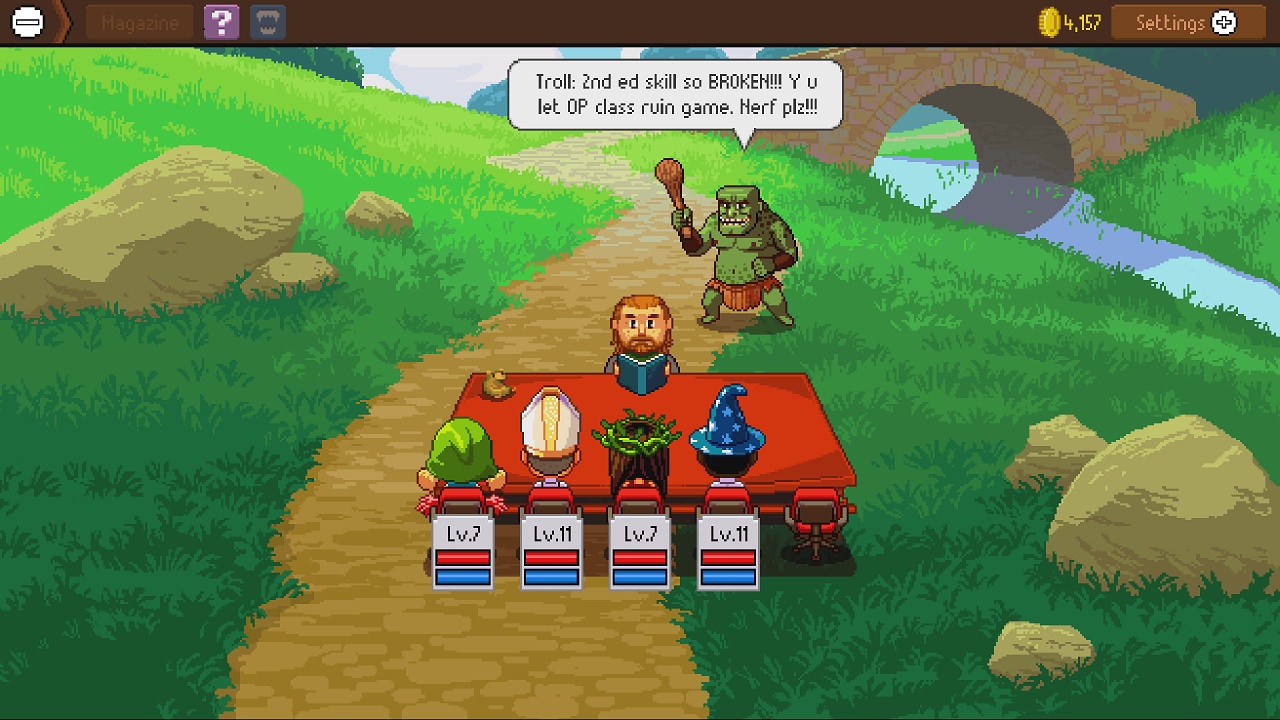 Magazine
?
4,157
Settings
Troll: 2nd ed skill so BROKEN!!! Y u
let OP class ruin game. Nerf plz!!!
Lv.7
Lv.11
Lv.7
Lv.11